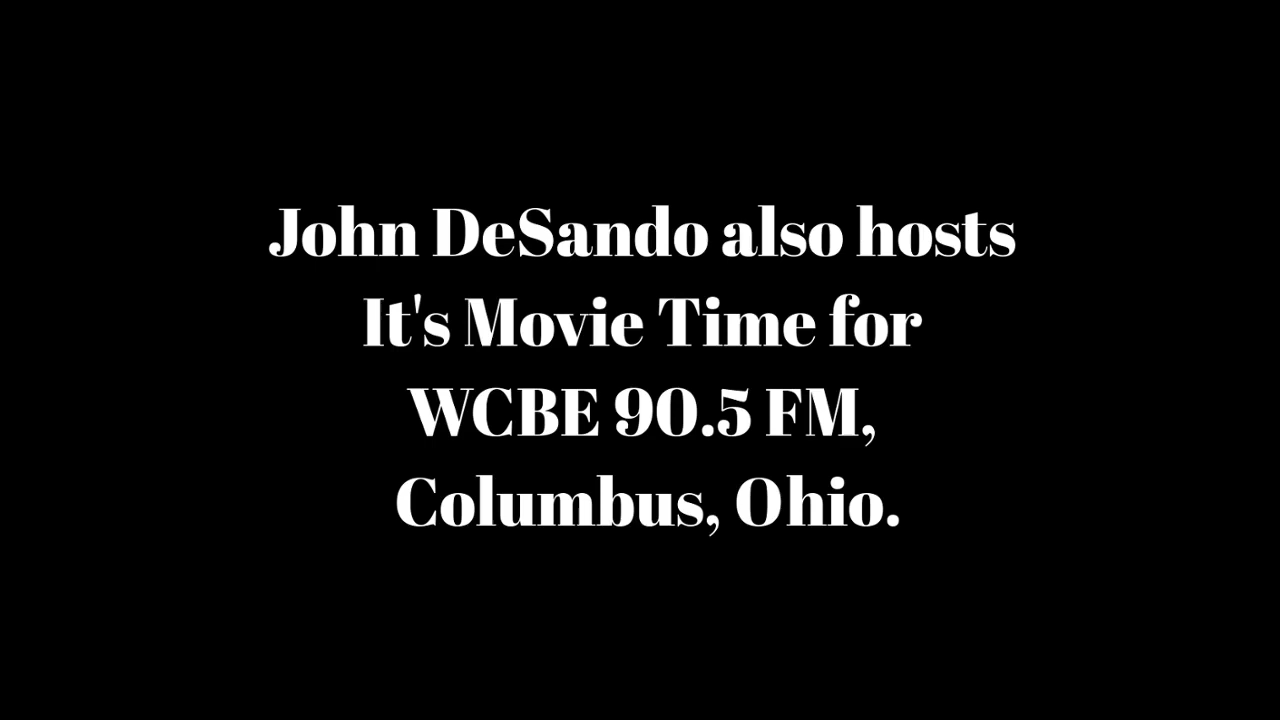 John DeSando also hosts
It's Movie Time for
WCBE 90.5 FM,
Columbus, Ohio.